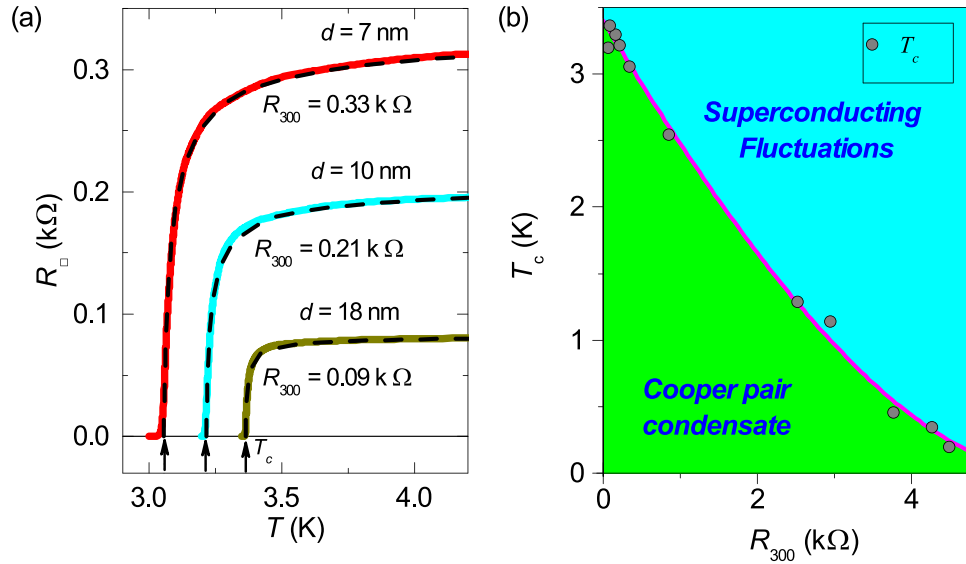 (a)
d = 7 nm
R300 = 0.33 k Ω
d = 10 nm
R300 = 0.21 k Ω
d = 18 nm
R300 = 0.09 k Ω
Tc
0.3
0.2
0.1
0.0
R□ (kΩ)
3.0
3.5
4.0
T (K)
(b)
Tc
Superconducting
Fluctuations
Cooper pair
condensate
3
2
1
0
Tc (K)
0
2
4
R300 (kΩ)